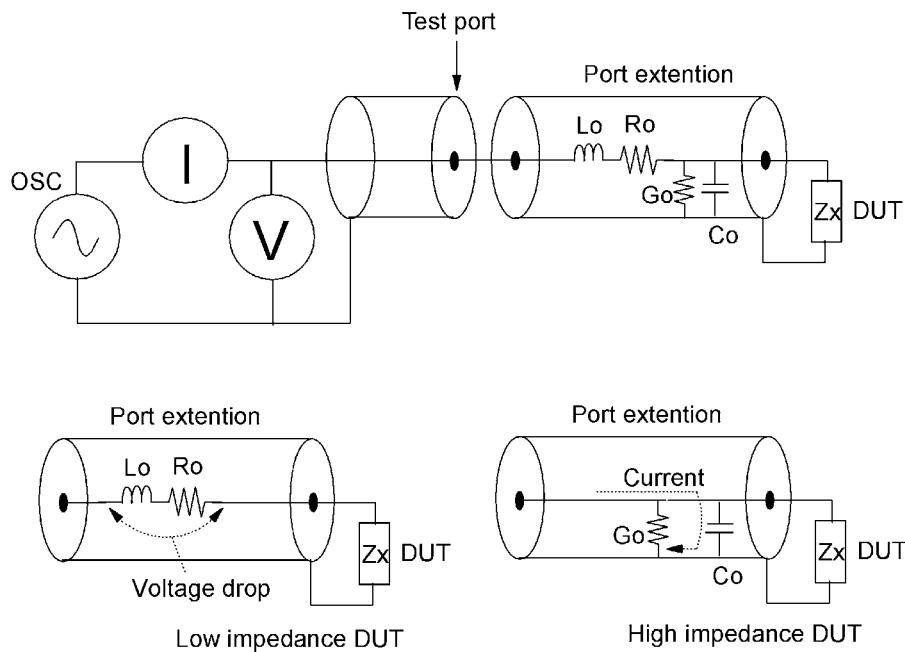 Test port
Port extention
Lo Ro
OSC
I
V
Go
Co
Zx DUT
Port extention
Lo Ro
Zx DUT
Voltage drop
Low impedance DUT
Port extention
Current
Go
Co
Zx DUT
High impedance DUT